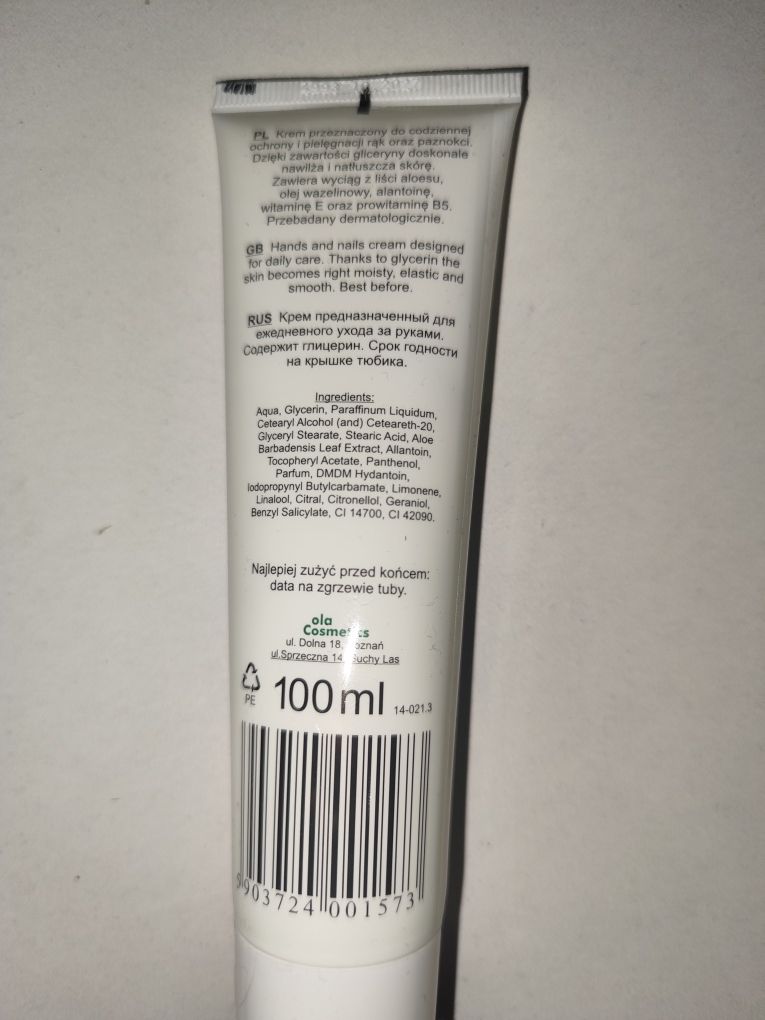 PL Krem przeznaczony do codziennej
ochrony i pielęgnacji rąk oraz paznokci.
Dzięki zawartości gliceryny doskonale
nawilża i natłuszcza skórę.
Zawiera wyciąg z liści aloesu,
olej wazelinowy, alantoinę,
witaminę E oraz prowitaminę B5.
Przebadany dermatologicznie.
GB Hands and nails cream designed
for daily care. Thanks to glycerin the
skin becomes right moisty, elastic and
smooth. Best before.
RUS Крем предназначенный для
ежедневного ухода за руками.
Содержит глицерин. Срок годности
на крышке тюбика.
Ingredients:
Aqua, Glycerin, Paraffinum Liquidum,
Cetearyl Alcohol (and) Ceteareth-20,
Glyceryl Stearate, Stearic Acid, Aloe
Barbadensis Leaf Extract, Allantoin,
Tocopheryl Acetate, Panthenol,
Parfum, DMDM Hydantoin,
Iodopropynyl Butylcarbamate, Limonene,
Linalool, Citral, Citronellol, Geraniol,
Benzyl Salicylate, CI 14700, CI 42090.
Najlepiej zużyć przed końcem:
data na zgrzewie tuby.
ola
Cosmetics
ul. Dolna 18, Poznań
ul.Sprzeczna 14, Suchy Las
PE
100ml
14-021.3
5 903724 001573